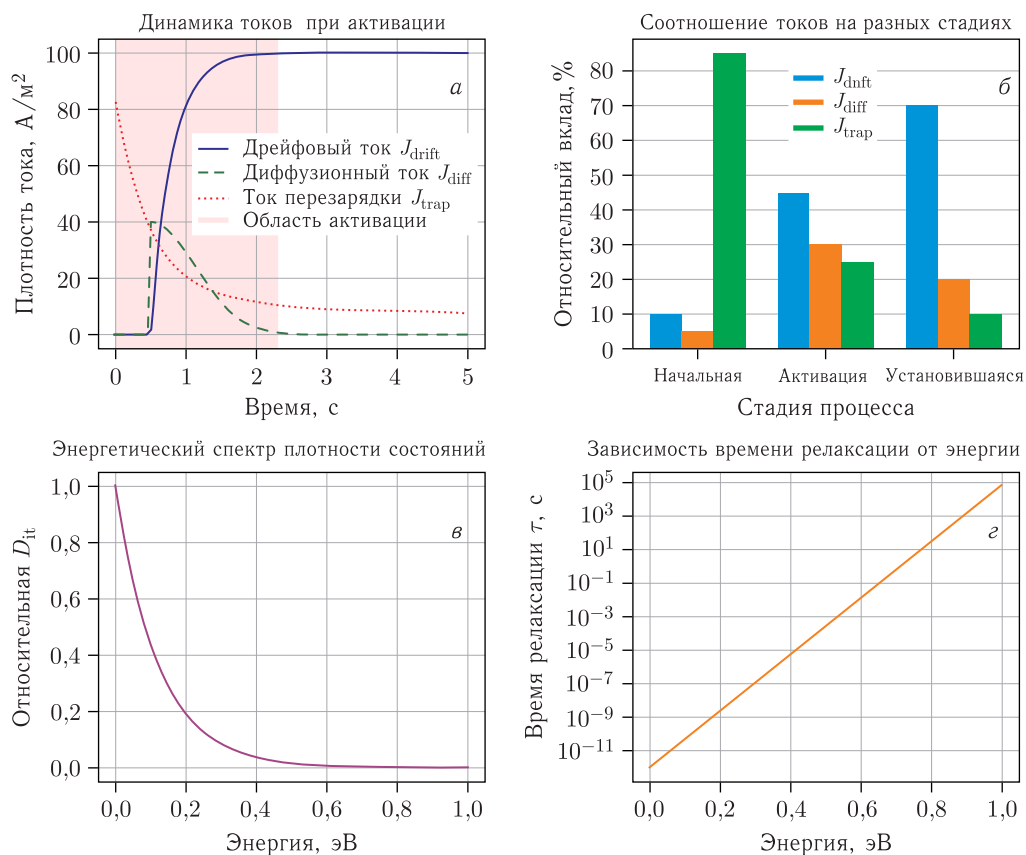 Динамика токов при активации
Плотность тока, А/м²
100
80
60
40
20
0
а
Дрейфовый ток J_drift
Диффузионный ток J_diff
Ток перезарядки J_trap
Область активации
0 1 2 3 4 5
Время, с
Соотношение токов на разных стадиях
Относительный вклад, %
80
70
60
50
40
30
20
10
0
б
J_dnft
J_diff
J_trap
Начальная Активация Установившаяся
Стадия процесса
Энергетический спектр плотности состояний
Относительная D_it
1,0
0,8
0,6
0,4
0,2
0,0
в
0,0 0,2 0,4 0,6 0,8 1,0
Энергия, эВ
Зависимость времени релаксации от энергии
Время релаксации τ, с
10⁵
10³
10¹
10⁻¹
10⁻³
10⁻⁵
10⁻⁷
10⁻⁹
10⁻¹¹
г
0,0 0,2 0,4 0,6 0,8 1,0
Энергия, эВ